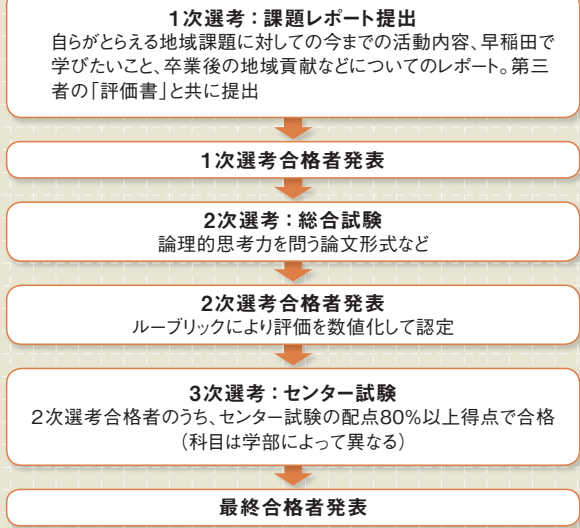 1次選考：課題レポート提出
自らがとらえる地域課題に対しての今までの活動内容、早稲田で
学びたいこと、卒業後の地域貢献などについてのレポート。第三
者の「評価書」と共に提出
1次選考合格者発表
2次選考：総合試験
論理的思考力を問う論文形式など
2次選考合格者発表
ルーブリックにより評価を数値化して認定
3次選考：センター試験
2次選考合格者のうち、センター試験の配点80%以上得点で合格
（科目は学部によって異なる）
最終合格者発表